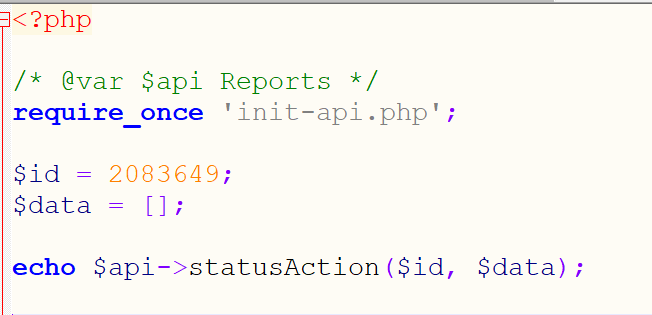 <?php
/* @var $api Reports */
require_once 'init-api.php';
$id = 2083649;
$data = [];
echo $api->statusAction($id, $data);